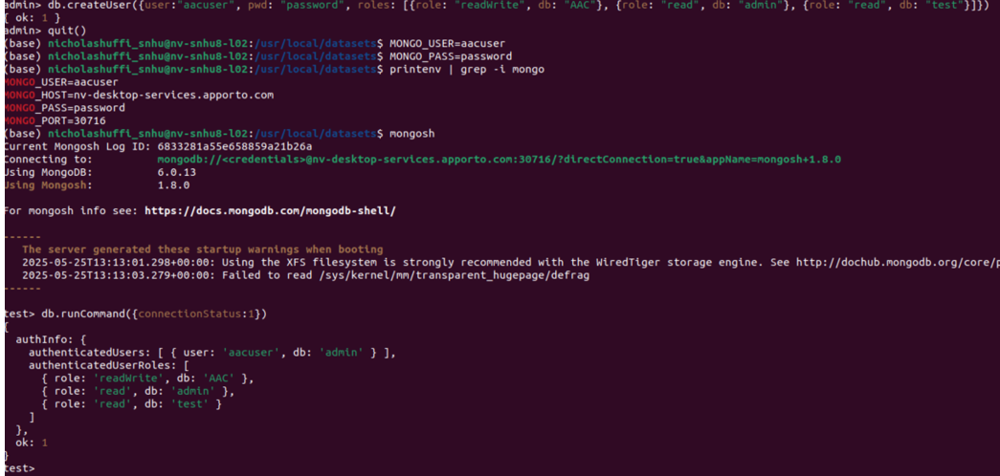 admin> db.createUser({user:"aacuser", pwd: "password", roles: [{role: "readWrite", db: "AAC"}, {role: "read", db: "admin"}, {role: "read", db: "test"}]})
{ ok: 1 }
admin> quit()
(base) nicholashuffi_snhu@nv-snhu8-l02:/usr/local/datasets$ MONGO_USER=aacuser
(base) nicholashuffi_snhu@nv-snhu8-l02:/usr/local/datasets$ MONGO_PASS=password
(base) nicholashuffi_snhu@nv-snhu8-l02:/usr/local/datasets$ printenv | grep -i mongo
MONGO_USER=aacuser
MONGO_HOST=nv-desktop-services.apporto.com
MONGO_PASS=password
MONGO_PORT=30716
(base) nicholashuffi_snhu@nv-snhu8-l02:/usr/local/datasets$ mongosh
Current Mongosh Log ID: 6833281a55e658859a21b26a
Connecting to: mongodb://<credentials>@nv-desktop-services.apporto.com:30716/?directConnection=true&appName=mongosh+1.8.0
Using MongoDB: 6.0.13
Using Mongosh: 1.8.0
For mongosh info see: https://docs.mongodb.com/mongodb-shell/
------
The server generated these startup warnings when booting
2025-05-25T13:13:01.298+00:00: Using the XFS filesystem is strongly recommended with the WiredTiger storage engine. See http://dochub.mongodb.org/core/p
2025-05-25T13:13:03.279+00:00: Failed to read /sys/kernel/mm/transparent_hugepage/defrag
------
test> db.runCommand({connectionStatus:1})
{
authInfo: {
authenticatedUsers: [ { user: 'aacuser', db: 'admin' } ],
authenticatedUserRoles: [
{ role: 'readWrite', db: 'AAC' },
{ role: 'read', db: 'admin' },
{ role: 'read', db: 'test' }
]
},
ok: 1
}
test>